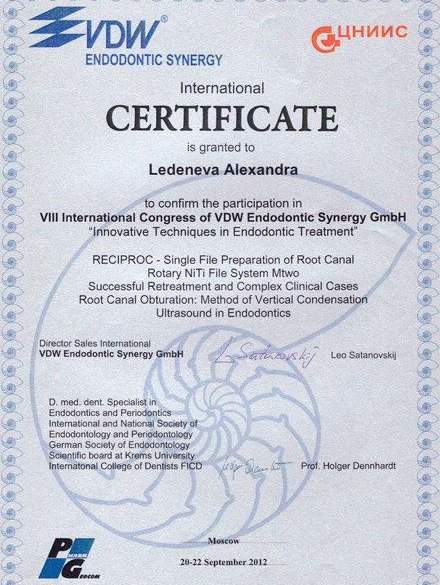 VDW®
ENDODONTIC SYNERGY
ЦНИИС
International
CERTIFICATE
is granted to
Ledeneva Alexandra
to confirm the participation in
VIII International Congress of VDW Endodontic Synergy GmbH
“Innovative Techniques in Endodontic Treatment”
RECIPROC - Single File Preparation of Root Canal
Rotary NiTi File System Mtwo
Successful Retreatment and Complex Clinical Cases
Root Canal Obturation: Method of Vertical Condensation
Ultrasound in Endodontics
Director Sales International
VDW Endodontic Synergy GmbH
L Satanovskij
Leo Satanovskij
D. med. dent. Specialist in
Endodontics and Periodontics
International and National Society of
Endodontology and Periodontology
German Society of Endodontology
Scientific board at Krems University
International College of Dentists FICD
Prof. Holger Dennhardt
PHARM
GEOCOM
Moscow
20-22 September 2012